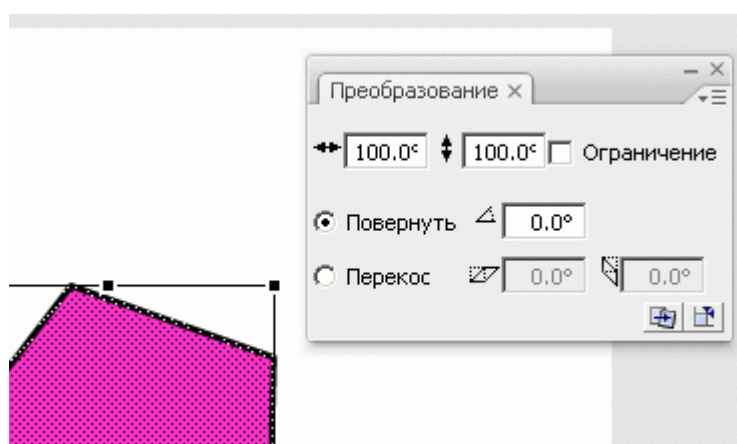 Преобразование
100.0% 100.0% Ограничение
Повернуть 0.0°
Перекос 0.0° 0.0°